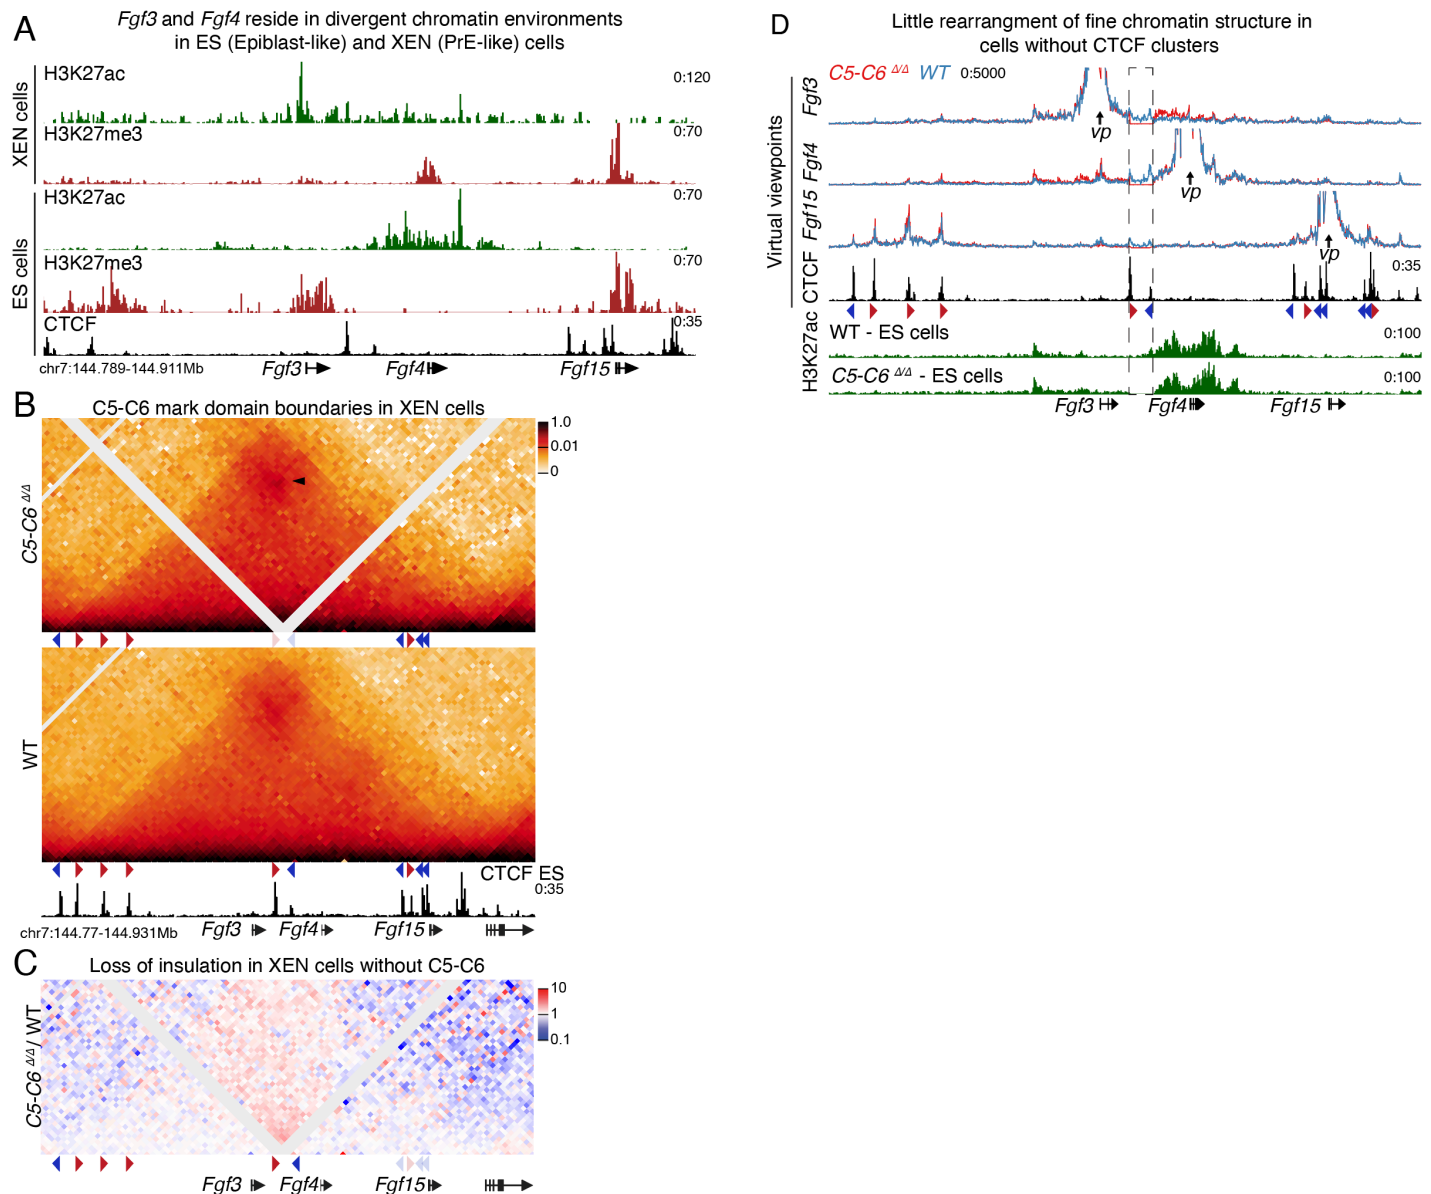 A
Fgf3 and Fgf4 reside in divergent chromatin environments
in ES (Epiblast-like) and XEN (PrE-like) cells
XEN cells
H3K27ac
0:120
H3K27me3
0:70
ES cells
H3K27ac
0:70
H3K27me3
0:70
CTCF
0:35
chr7:144.789-144.911Mb
Fgf3
Fgf4
Fgf15
B
C5-C6 mark domain boundaries in XEN cells
C5-C6 Δ/Δ
1.0
0.01
0
WT
CTCF ES
0:35
chr7:144.77-144.931Mb
Fgf3
Fgf4
Fgf15
C
Loss of insulation in XEN cells without C5-C6
C5-C6 Δ/Δ / WT
10
1
0.1
Fgf3
Fgf4
Fgf15
D
Little rearrangment of fine chromatin structure in
cells without CTCF clusters
C5-C6 Δ/Δ WT 0:5000
Virtual viewpoints
Fgf3
vp
Fgf4
vp
Fgf15
vp
CTCF
0:35
H3K27ac
WT - ES cells
0:100
C5-C6 Δ/Δ - ES cells
0:100
Fgf3
Fgf4
Fgf15